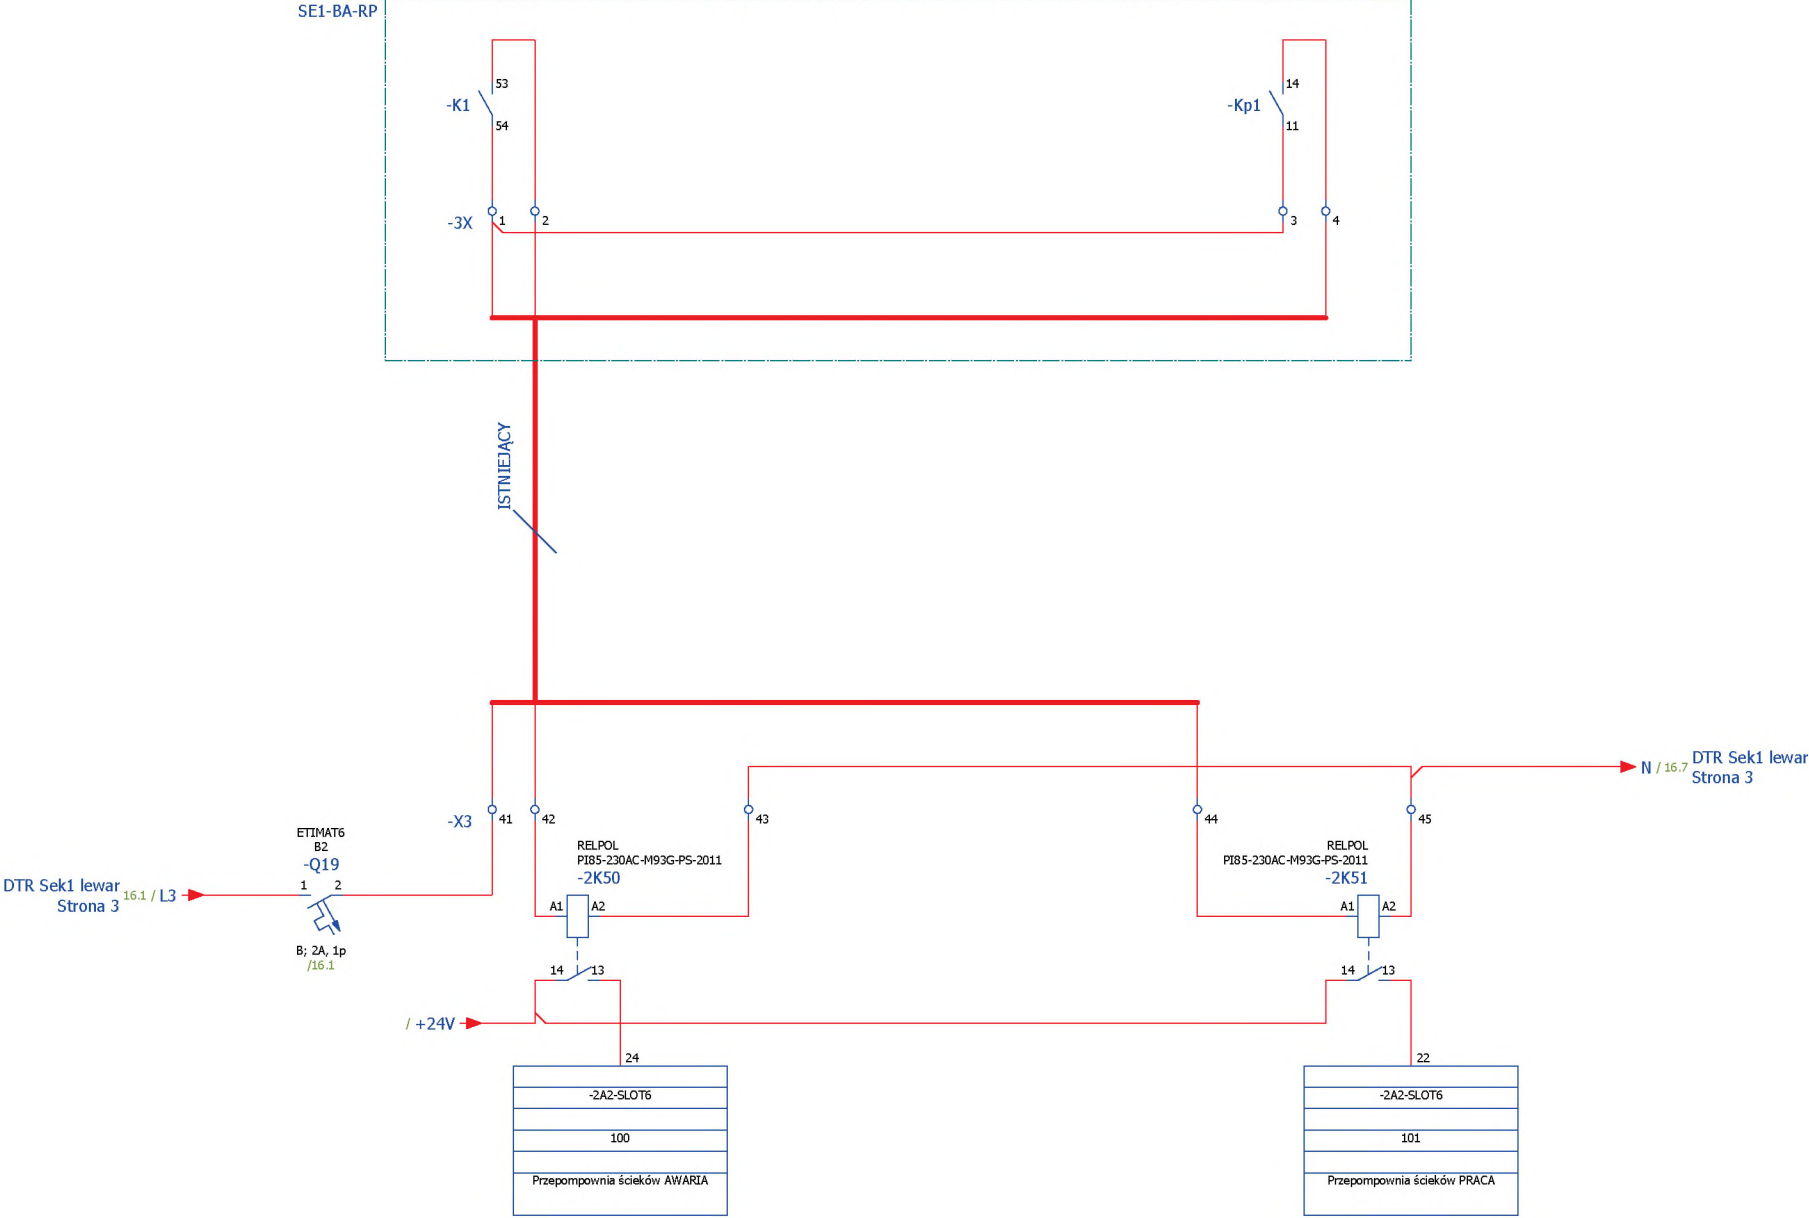 SE1-BA-RP
53
-K1
54
14
-Kp1
11
-3X
1
2
3
4
ISTNIEJĄCY
DTR Sek1 lewar
Strona 3
N / 16.7
-X3
41
42
43
44
45
ETIMAT6
B2
-Q19
1
2
DTR Sek1 lewar
Strona 3
16.1 / L3
B; 2A, 1p
/16.1
RELPOL
PI85-230AC-M93G-PS-2011
-2K50
A1
A2
14
13
RELPOL
PI85-230AC-M93G-PS-2011
-2K51
A1
A2
14
13
/ +24V
24
-2A2-SLOT6
100
Przepompownia ścieków AWARIA
22
-2A2-SLOT6
101
Przepompownia ścieków PRACA